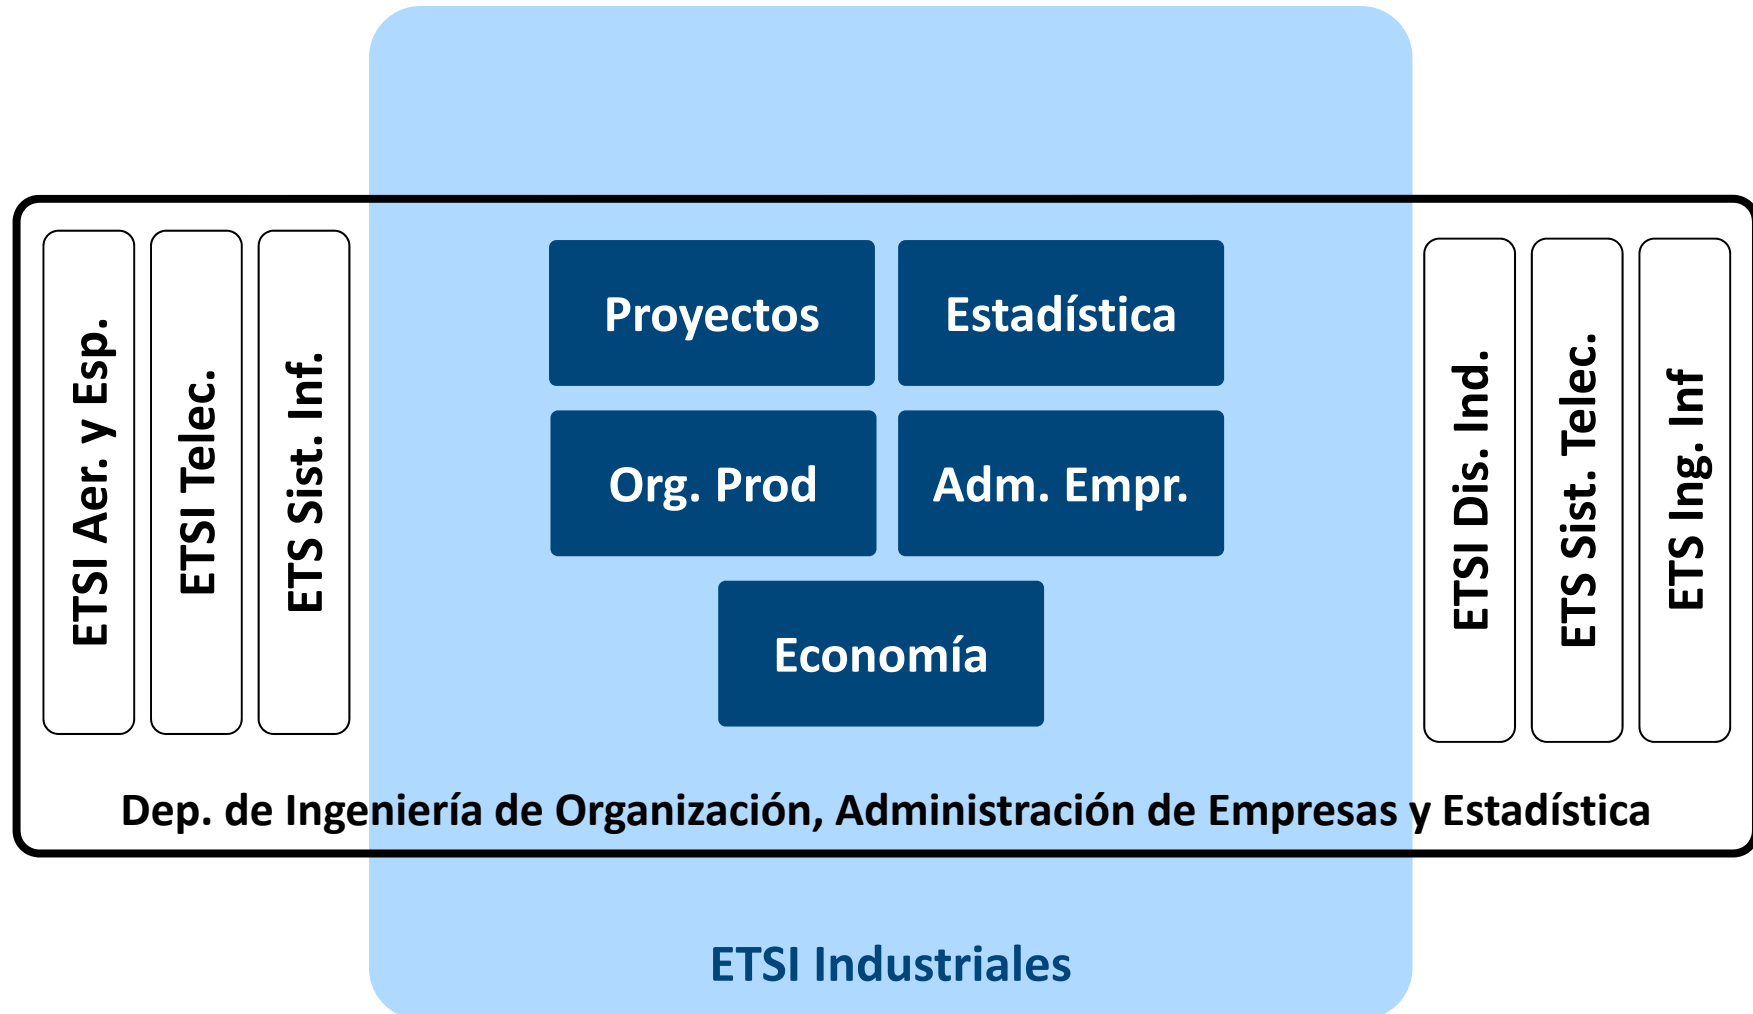 ETSI Aer. y Esp.
ETSI Telec.
ETS Sist. Inf.
Proyectos
Estadística
Org. Prod
Adm. Empr.
Economía
ETSI Dis. Ind.
ETS Sist. Telec.
ETS Ing. Inf
Dep. de Ingeniería de Organización, Administración de Empresas y Estadística
ETSI Industriales